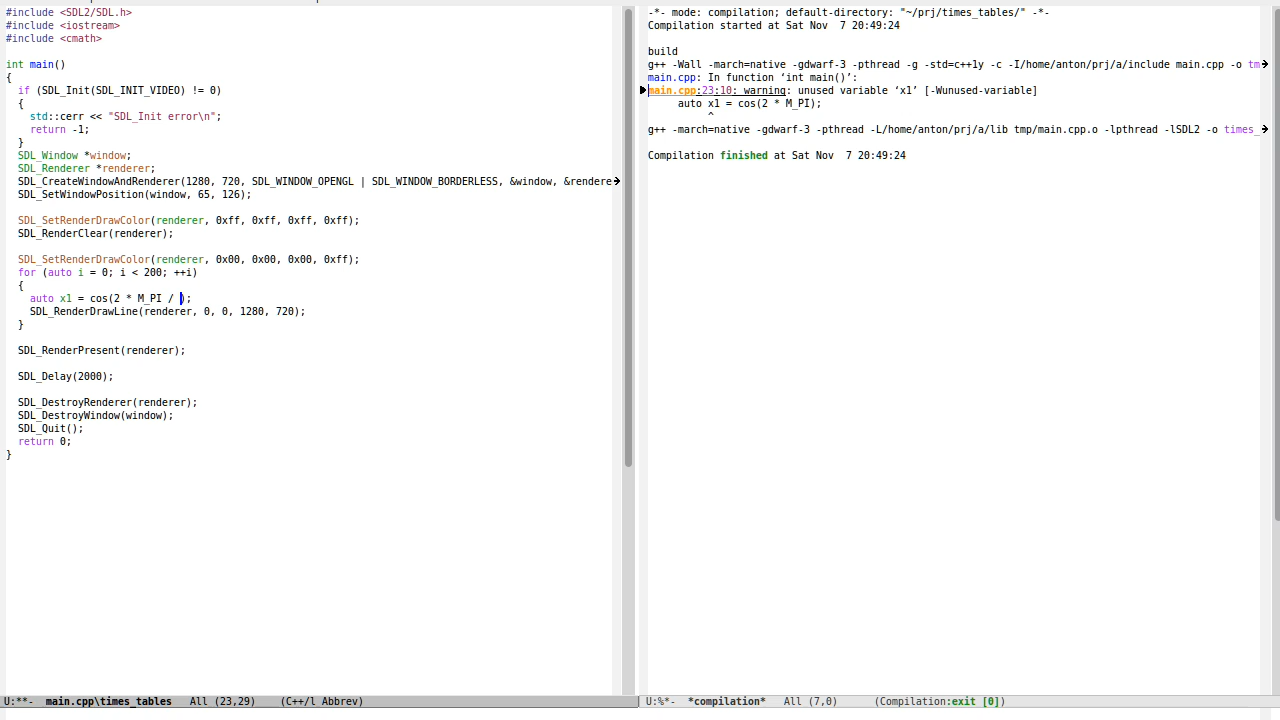 #include <SDL2/SDL.h>
#include <iostream>
#include <cmath>

int main()
{
  if (SDL_Init(SDL_INIT_VIDEO) != 0)
  {
    std::cerr << "SDL_Init error\n";
    return -1;
  }
  SDL_Window *window;
  SDL_Renderer *renderer;
  SDL_CreateWindowAndRenderer(1280, 720, SDL_WINDOW_OPENGL | SDL_WINDOW_BORDERLESS, &window, &rendere
  SDL_SetWindowPosition(window, 65, 126);

  SDL_SetRenderDrawColor(renderer, 0xff, 0xff, 0xff, 0xff);
  SDL_RenderClear(renderer);

  SDL_SetRenderDrawColor(renderer, 0x00, 0x00, 0x00, 0xff);
  for (auto i = 0; i < 200; ++i)
  {
    auto x1 = cos(2 * M_PI / );
    SDL_RenderDrawLine(renderer, 0, 0, 1280, 720);
  }

  SDL_RenderPresent(renderer);

  SDL_Delay(2000);

  SDL_DestroyRenderer(renderer);
  SDL_DestroyWindow(window);
  SDL_Quit();
  return 0;
}
U:**-  main.cpp\times_tables   All (23,29)    (C++/l Abbrev)
-*- mode: compilation; default-directory: "~/prj/times_tables/" -*-
Compilation started at Sat Nov  7 20:49:24

build
g++ -Wall -march=native -gdwarf-3 -pthread -g -std=c++1y -c -I/home/anton/prj/a/include main.cpp -o tm
main.cpp: In function ‘int main()’:
main.cpp:23:10: warning: unused variable ‘x1’ [-Wunused-variable]
     auto x1 = cos(2 * M_PI);
          ^
g++ -march=native -gdwarf-3 -pthread -L/home/anton/prj/a/lib tmp/main.cpp.o -lpthread -lSDL2 -o times_

Compilation finished at Sat Nov  7 20:49:24
U:%*-  *compilation*   All (7,0)      (Compilation:exit [0])